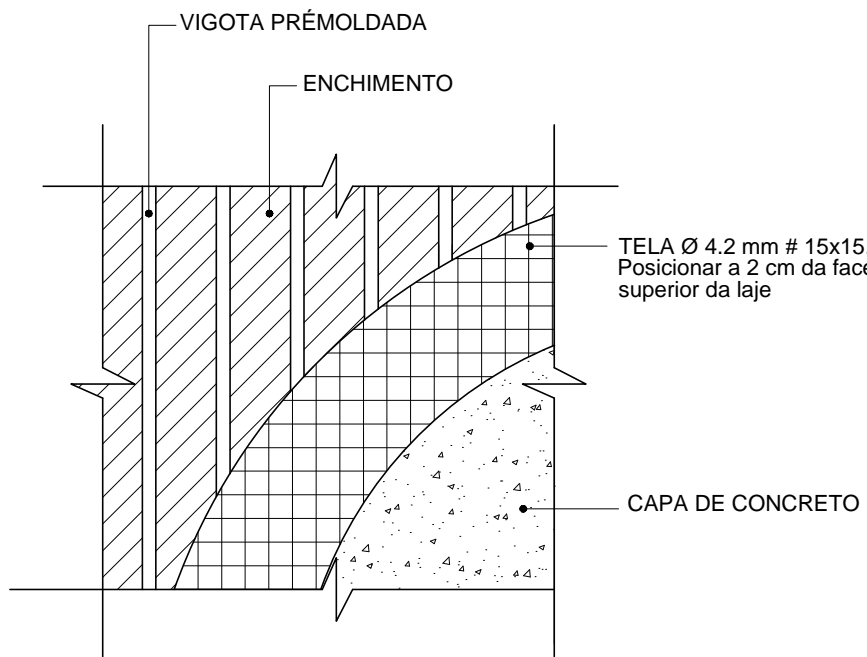 VIGOTA PRÉMOLDADA
ENCHIMENTO
TELA Ø 4.2 mm # 15x15.
Posicionar a 2 cm da face
superior da laje
CAPA DE CONCRETO